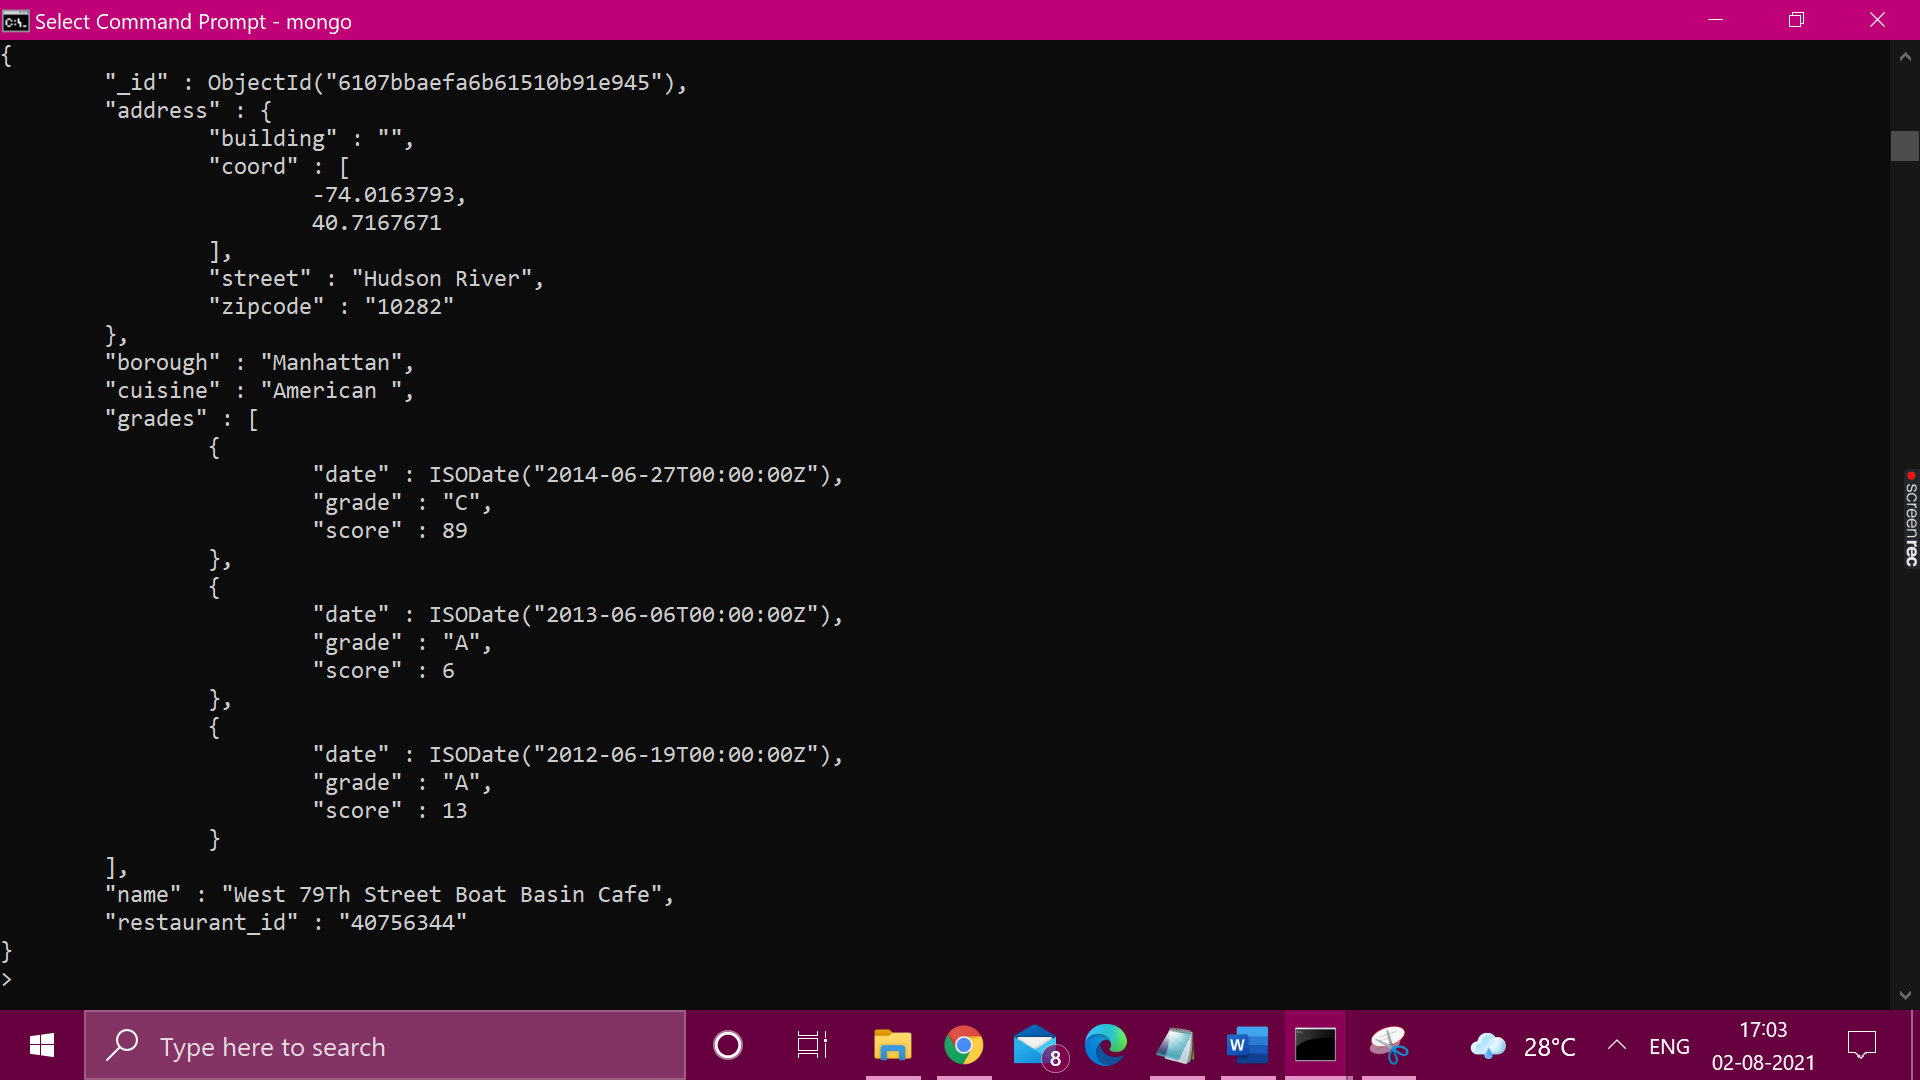 Select Command Prompt - mongo
{
"_id" : ObjectId("6107bbaefa6b61510b91e945"),
"address" : {
"building" : "",
"coord" : [
-74.0163793,
40.7167671
],
"street" : "Hudson River",
"zipcode" : "10282"
},
"borough" : "Manhattan",
"cuisine" : "American ",
"grades" : [
{
"date" : ISODate("2014-06-27T00:00:00Z"),
"grade" : "C",
"score" : 89
},
{
"date" : ISODate("2013-06-06T00:00:00Z"),
"grade" : "A",
"score" : 6
},
{
"date" : ISODate("2012-06-19T00:00:00Z"),
"grade" : "A",
"score" : 13
}
],
"name" : "West 79Th Street Boat Basin Cafe",
"restaurant_id" : "40756344"
}
>
screenrec
Type here to search
8
W
28°C
ENG
17:03
02-08-2021